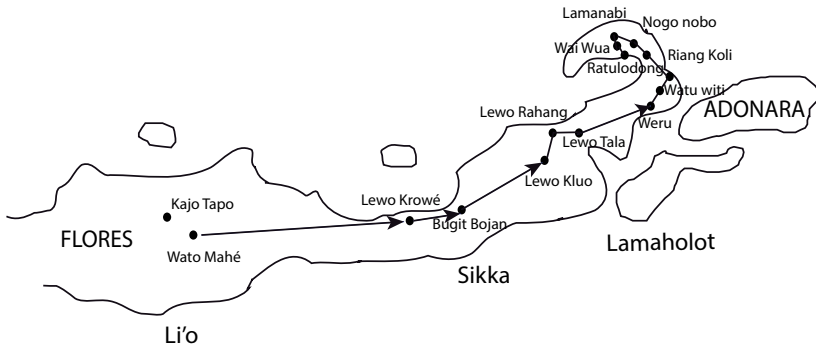 Lamanabi
Nogo nobo
Wai Wua
Riang Koli
Ratulodong
Watu witi
ADONARA
Lewo Rahang
Weru
Lewo Tala
Lewo Kluo
Lewo Krowé
Kajo Tapo
Bugit Bojan
FLORES
Wato Mahé
Lamaholot
Sikka
Li'o